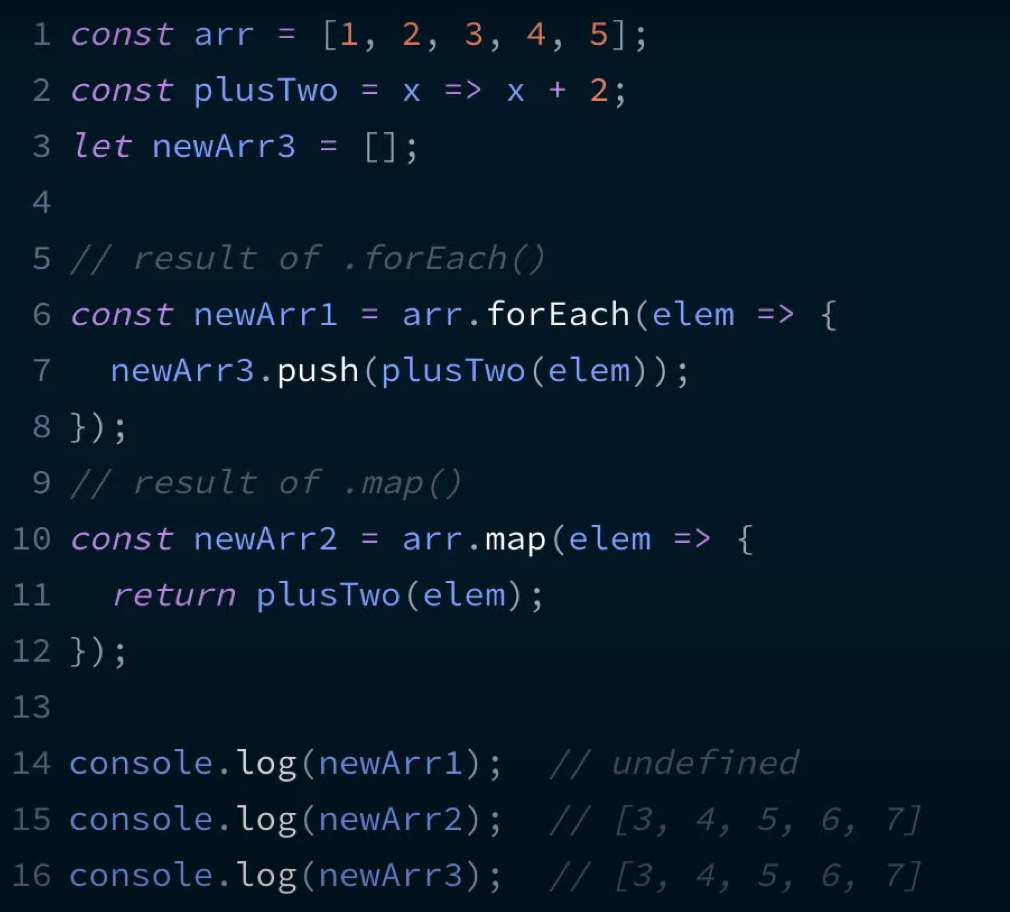 1 const arr = [1, 2, 3, 4, 5];
2 const plusTwo = x => x + 2;
3 let newArr3 = [];
4
5 // result of .forEach()
6 const newArr1 = arr.forEach(elem => {
7   newArr3.push(plusTwo(elem));
8 });
9 // result of .map()
10 const newArr2 = arr.map(elem => {
11   return plusTwo(elem);
12 });
13
14 console.log(newArr1);  // undefined
15 console.log(newArr2);  // [3, 4, 5, 6, 7]
16 console.log(newArr3);  // [3, 4, 5, 6, 7]